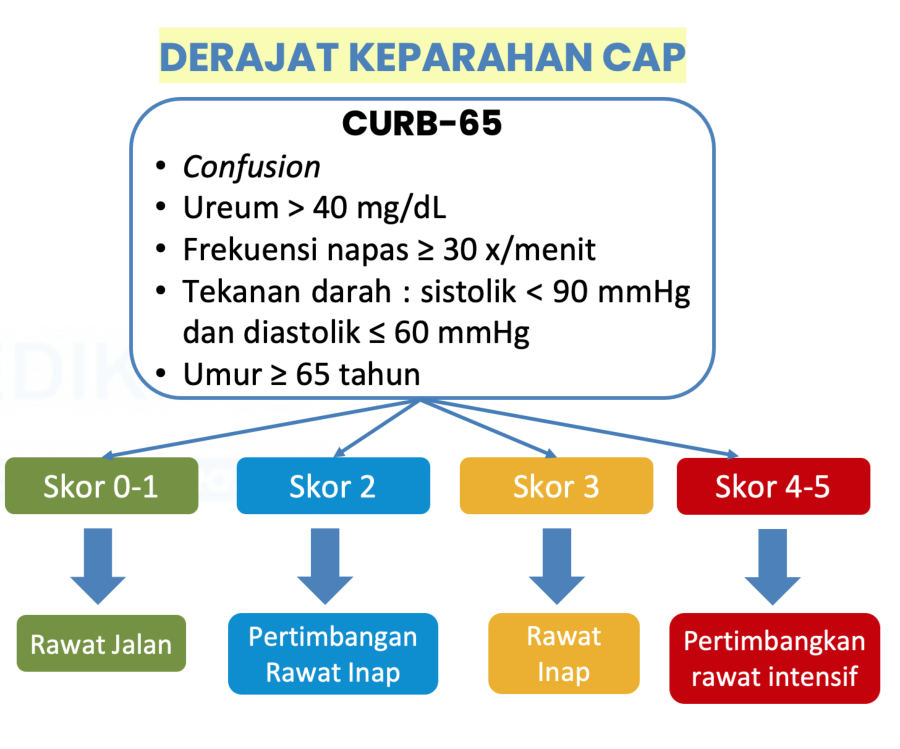 DERAJAT KEPARAHAN CAP
CURB-65
• Confusion
• Ureum > 40 mg/dL
• Frekuensi napas ≥ 30 x/menit
• Tekanan darah : sistolik < 90 mmHg
dan diastolik ≤ 60 mmHg
• Umur ≥ 65 tahun
Skor 0-1
Skor 2
Skor 3
Skor 4-5
Rawat Jalan
Pertimbangan
Rawat Inap
Rawat
Inap
Pertimbangkan
rawat intensif